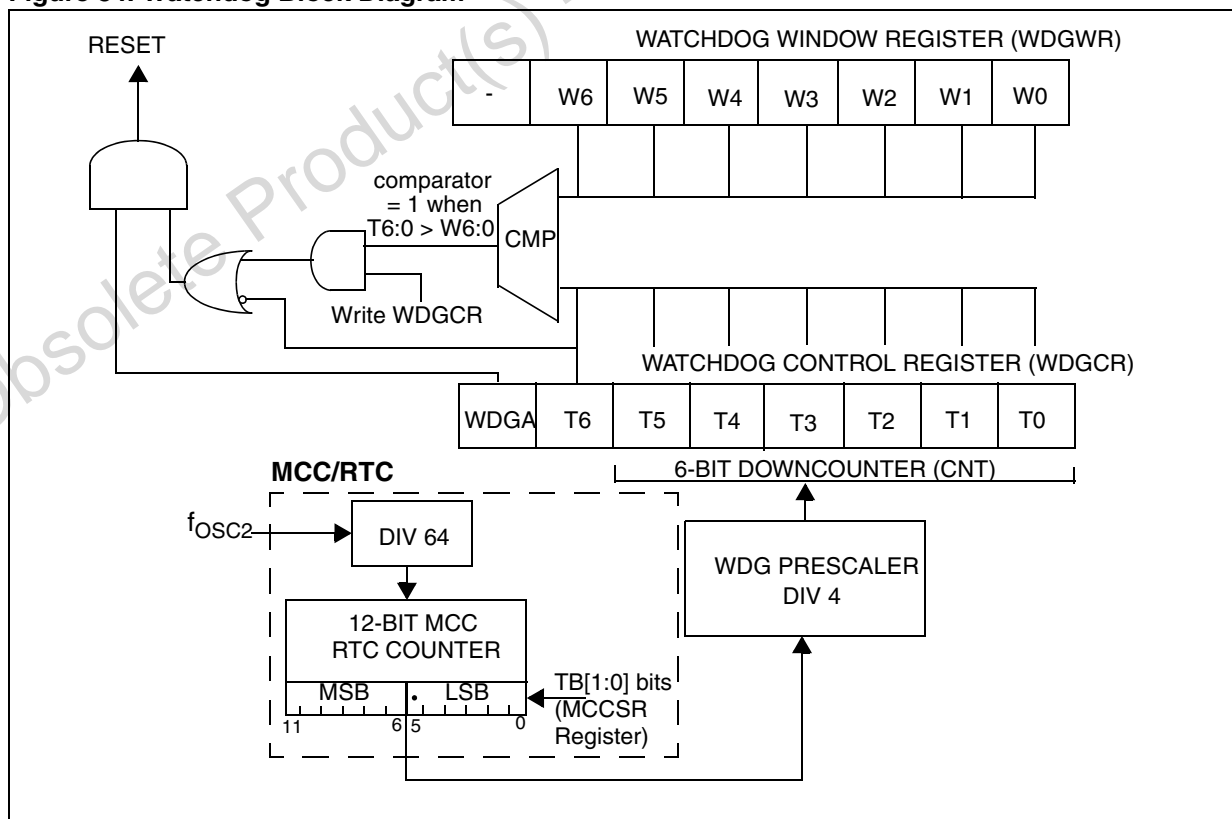 Figure 34. Watchdog Block Diagram
RESET
WATCHDOG WINDOW REGISTER (WDGWR)
- W6 W5 W4 W3 W2 W1 W0
comparator
= 1 when
T6:0 > W6:0
CMP
Write WDGCR
WATCHDOG CONTROL REGISTER (WDGCR)
WDGA T6 T5 T4 T3 T2 T1 T0
6-BIT DOWNCOUNTER (CNT)
MCC/RTC
fOSC2
DIV 64
WDG PRESCALER
DIV 4
12-BIT MCC
RTC COUNTER
MSB LSB
11 6 5 0
TB[1:0] bits
(MCCSR
Register)
Obsolete Product(s)